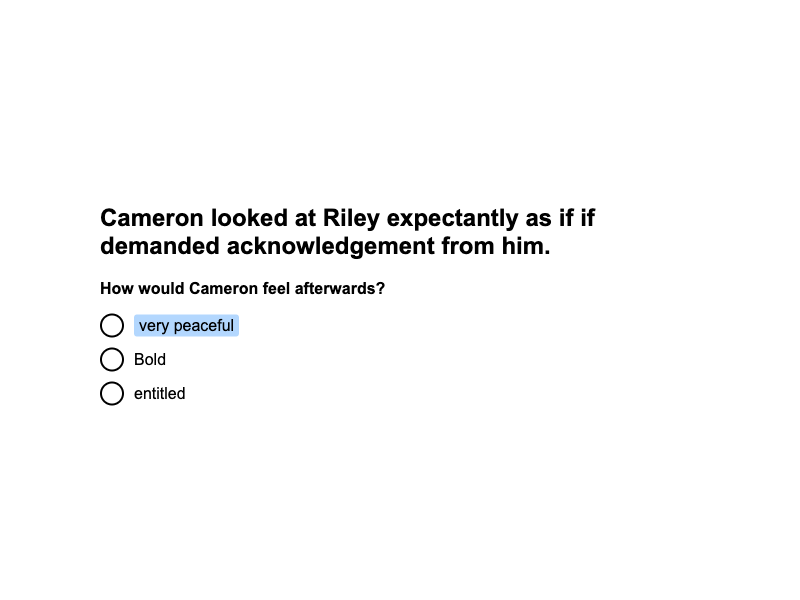 Cameron looked at Riley expectantly as if if
demanded acknowledgement from him.
How would Cameron feel afterwards?
very peaceful
Bold
entitled